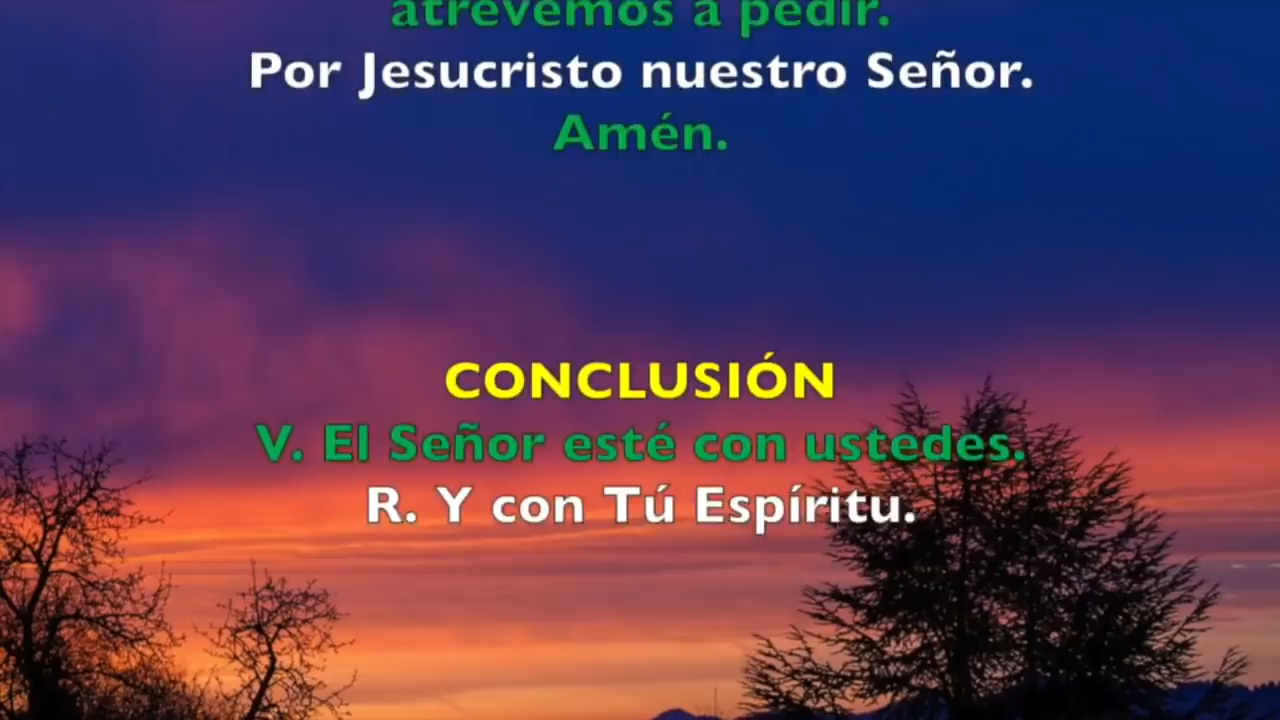 atrevemos a pedir.
Por Jesucristo nuestro Señor.
Amén.
CONCLUSIÓN
V. El Señor esté con ustedes.
R. Y con Tú Espíritu.